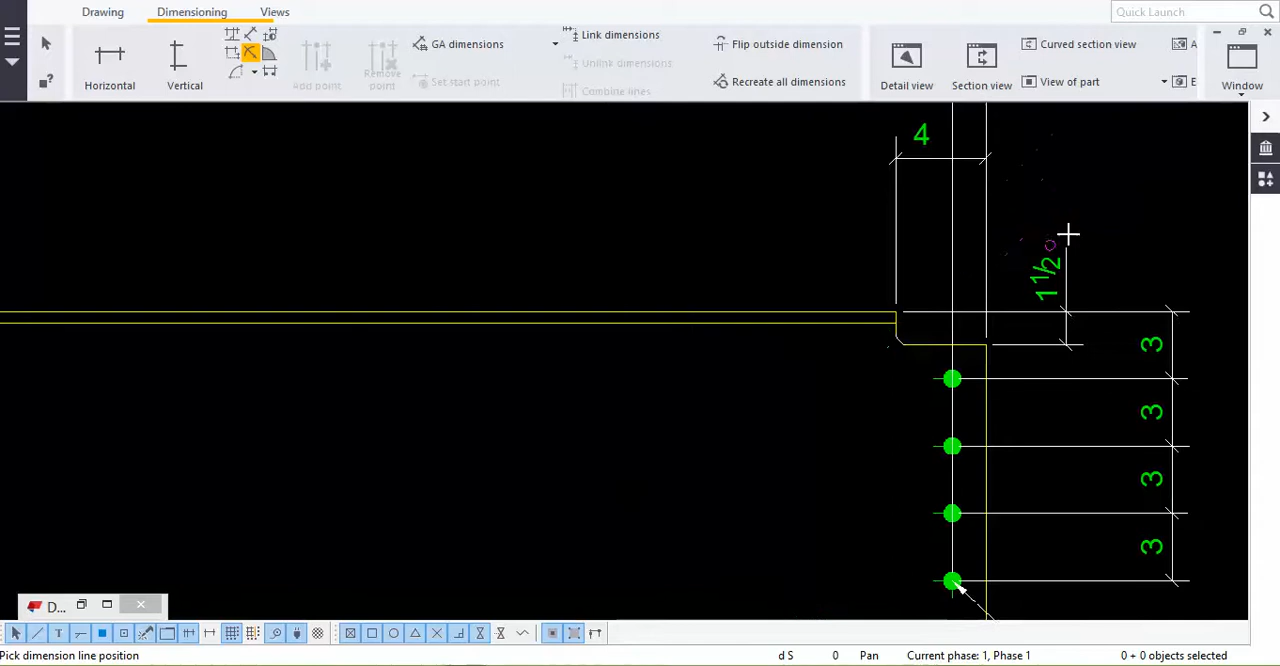 Drawing Dimensioning Views
Quick Launch
Horizontal
Vertical
Add point
Remove point
GA dimensions
Set start point
Link dimensions
Unlink dimensions
Combine lines
Flip outside dimension
Recreate all dimensions
Detail view
Section view
Curved section view
View of part
A
E
Window
4
1 1/2
3
3
3
3
D...
Pick dimension line position
d S
0
Pan
Current phase: 1, Phase 1
0 + 0 objects selected